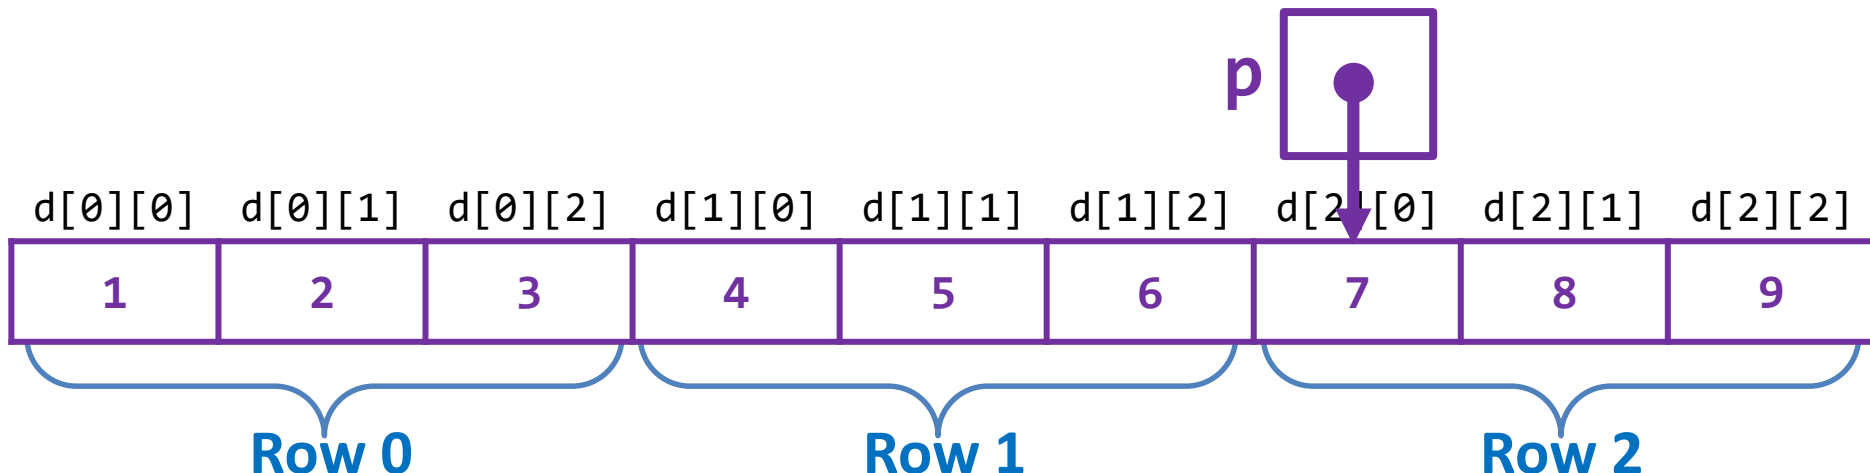 p
d[0][0] d[0][1] d[0][2] d[1][0] d[1][1] d[1][2] d[2][0] d[2][1] d[2][2]
1 2 3 4 5 6 7 8 9
Row 0 Row 1 Row 2